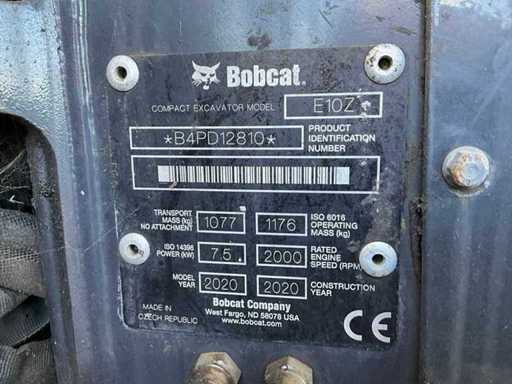 Bobcat.
COMPACT EXCAVATOR MODEL E10Z
*B4PD12810* PRODUCT IDENTIFICATION NUMBER
TRANSPORT MASS (kg) NO ATTACHMENT 1077 1176 ISO 6016 OPERATING MASS (kg)
ISO 14396 POWER (kW) 7.5 2000 RATED ENGINE SPEED (RPM)
MODEL YEAR 2020 2020 CONSTRUCTION YEAR
Bobcat Company
West Fargo, ND 58078 USA
www.bobcat.com
MADE IN CZECH REPUBLIC
CE